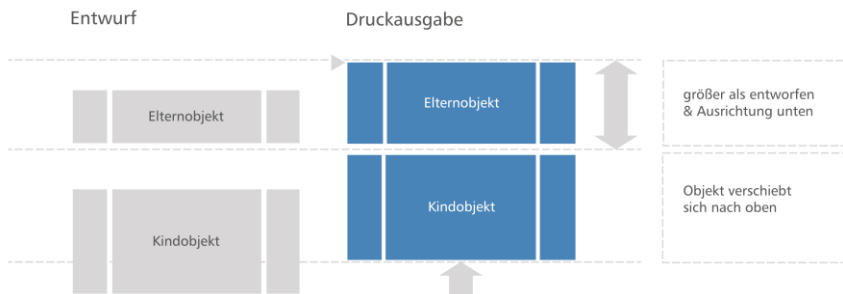 Entwurf
Druckausgabe
Elternobjekt
Elternobjekt
größer als entworfen
& Ausrichtung unten
Kindobjekt
Kindobjekt
Objekt verschiebt
sich nach oben